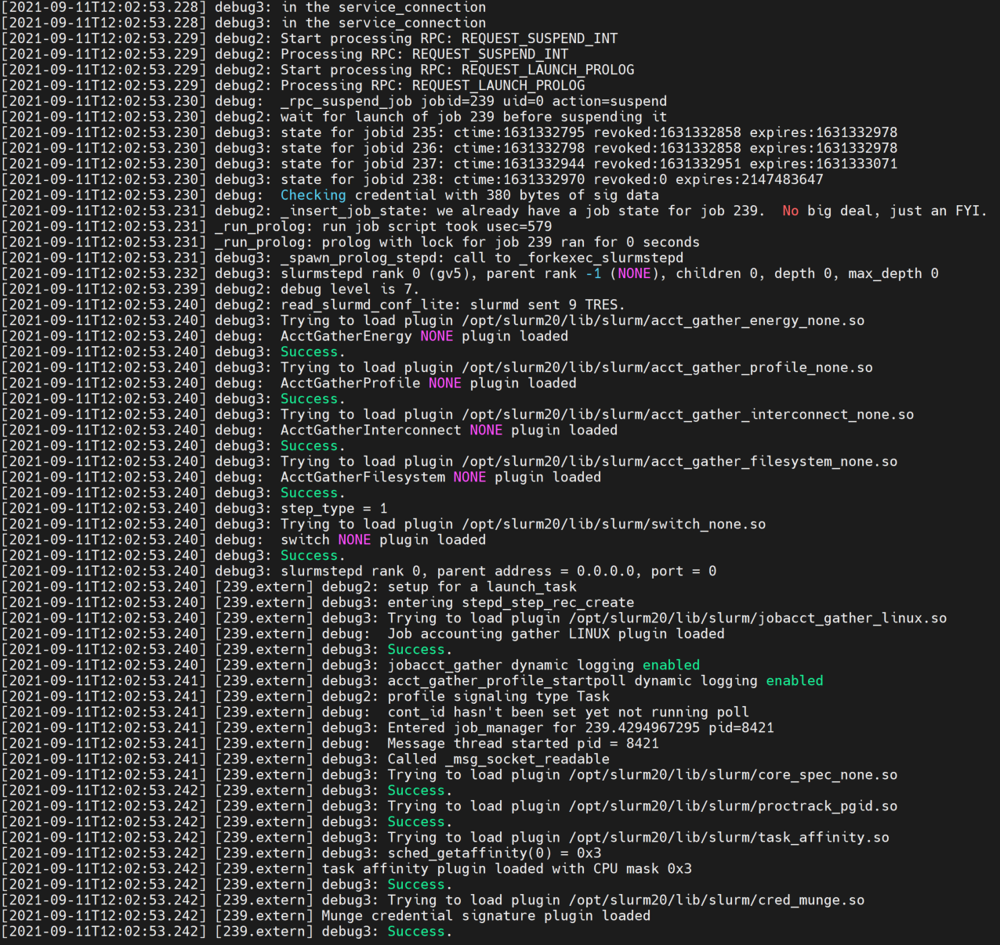 [2021-09-11T12:02:53.228] debug3: in the service_connection
[2021-09-11T12:02:53.228] debug3: in the service_connection
[2021-09-11T12:02:53.229] debug2: Start processing RPC: REQUEST_SUSPEND_INT
[2021-09-11T12:02:53.229] debug2: Processing RPC: REQUEST_SUSPEND_INT
[2021-09-11T12:02:53.229] debug2: Start processing RPC: REQUEST_LAUNCH_PROLOG
[2021-09-11T12:02:53.229] debug2: Processing RPC: REQUEST_LAUNCH_PROLOG
[2021-09-11T12:02:53.230] debug:  _rpc_suspend_job jobid=239 uid=0 action=suspend
[2021-09-11T12:02:53.230] debug2: wait for launch of job 239 before suspending it
[2021-09-11T12:02:53.230] debug3: state for jobid 235: ctime:1631332795 revoked:1631332858 expires:1631332978
[2021-09-11T12:02:53.230] debug3: state for jobid 236: ctime:1631332798 revoked:1631332858 expires:1631332978
[2021-09-11T12:02:53.230] debug3: state for jobid 237: ctime:1631332944 revoked:1631332951 expires:1631333071
[2021-09-11T12:02:53.230] debug3: state for jobid 238: ctime:1631332970 revoked:0 expires:2147483647
[2021-09-11T12:02:53.230] debug:  Checking credential with 380 bytes of sig data
[2021-09-11T12:02:53.231] debug2: _insert_job_state: we already have a job state for job 239.  No big deal, just an FYI.
[2021-09-11T12:02:53.231] _run_prolog: run job script took usec=579
[2021-09-11T12:02:53.231] _run_prolog: prolog with lock for job 239 ran for 0 seconds
[2021-09-11T12:02:53.231] debug3: _spawn_prolog_stepd: call to _forkexec_slurmstepd
[2021-09-11T12:02:53.232] debug3: slurmstepd rank 0 (gv5), parent rank -1 (NONE), children 0, depth 0, max_depth 0
[2021-09-11T12:02:53.239] debug2: debug level is 7.
[2021-09-11T12:02:53.240] debug2: read_slurmd_conf_lite: slurmd sent 9 TRES.
[2021-09-11T12:02:53.240] debug3: Trying to load plugin /opt/slurm20/lib/slurm/acct_gather_energy_none.so
[2021-09-11T12:02:53.240] debug:  AcctGatherEnergy NONE plugin loaded
[2021-09-11T12:02:53.240] debug3: Success.
[2021-09-11T12:02:53.240] debug3: Trying to load plugin /opt/slurm20/lib/slurm/acct_gather_profile_none.so
[2021-09-11T12:02:53.240] debug:  AcctGatherProfile NONE plugin loaded
[2021-09-11T12:02:53.240] debug3: Success.
[2021-09-11T12:02:53.240] debug3: Trying to load plugin /opt/slurm20/lib/slurm/acct_gather_interconnect_none.so
[2021-09-11T12:02:53.240] debug:  AcctGatherInterconnect NONE plugin loaded
[2021-09-11T12:02:53.240] debug3: Success.
[2021-09-11T12:02:53.240] debug3: Trying to load plugin /opt/slurm20/lib/slurm/acct_gather_filesystem_none.so
[2021-09-11T12:02:53.240] debug:  AcctGatherFilesystem NONE plugin loaded
[2021-09-11T12:02:53.240] debug3: Success.
[2021-09-11T12:02:53.240] debug3: step_type = 1
[2021-09-11T12:02:53.240] debug3: Trying to load plugin /opt/slurm20/lib/slurm/switch_none.so
[2021-09-11T12:02:53.240] debug:  switch NONE plugin loaded
[2021-09-11T12:02:53.240] debug3: Success.
[2021-09-11T12:02:53.240] debug3: slurmstepd rank 0, parent address = 0.0.0.0, port = 0
[2021-09-11T12:02:53.240] [239.extern] debug2: setup for a launch_task
[2021-09-11T12:02:53.240] [239.extern] debug3: entering stepd_step_rec_create
[2021-09-11T12:02:53.240] [239.extern] debug3: Trying to load plugin /opt/slurm20/lib/slurm/jobacct_gather_linux.so
[2021-09-11T12:02:53.240] [239.extern] debug:  Job accounting gather LINUX plugin loaded
[2021-09-11T12:02:53.240] [239.extern] debug3: Success.
[2021-09-11T12:02:53.240] [239.extern] debug3: jobacct_gather dynamic logging enabled
[2021-09-11T12:02:53.241] [239.extern] debug3: acct_gather_profile_startpoll dynamic logging enabled
[2021-09-11T12:02:53.241] [239.extern] debug2: profile signaling type Task
[2021-09-11T12:02:53.241] [239.extern] debug:  cont_id hasn't been set yet not running poll
[2021-09-11T12:02:53.241] [239.extern] debug3: Entered job_manager for 239.4294967295 pid=8421
[2021-09-11T12:02:53.241] [239.extern] debug:  Message thread started pid = 8421
[2021-09-11T12:02:53.241] [239.extern] debug3: Called _msg_socket_readable
[2021-09-11T12:02:53.241] [239.extern] debug3: Trying to load plugin /opt/slurm20/lib/slurm/core_spec_none.so
[2021-09-11T12:02:53.242] [239.extern] debug3: Success.
[2021-09-11T12:02:53.242] [239.extern] debug3: Trying to load plugin /opt/slurm20/lib/slurm/proctrack_pgid.so
[2021-09-11T12:02:53.242] [239.extern] debug3: Success.
[2021-09-11T12:02:53.242] [239.extern] debug3: Trying to load plugin /opt/slurm20/lib/slurm/task_affinity.so
[2021-09-11T12:02:53.242] [239.extern] debug3: sched_getaffinity(0) = 0x3
[2021-09-11T12:02:53.242] [239.extern] task affinity plugin loaded with CPU mask 0x3
[2021-09-11T12:02:53.242] [239.extern] debug3: Success.
[2021-09-11T12:02:53.242] [239.extern] debug3: Trying to load plugin /opt/slurm20/lib/slurm/cred_munge.so
[2021-09-11T12:02:53.242] [239.extern] Munge credential signature plugin loaded
[2021-09-11T12:02:53.242] [239.extern] debug3: Success.